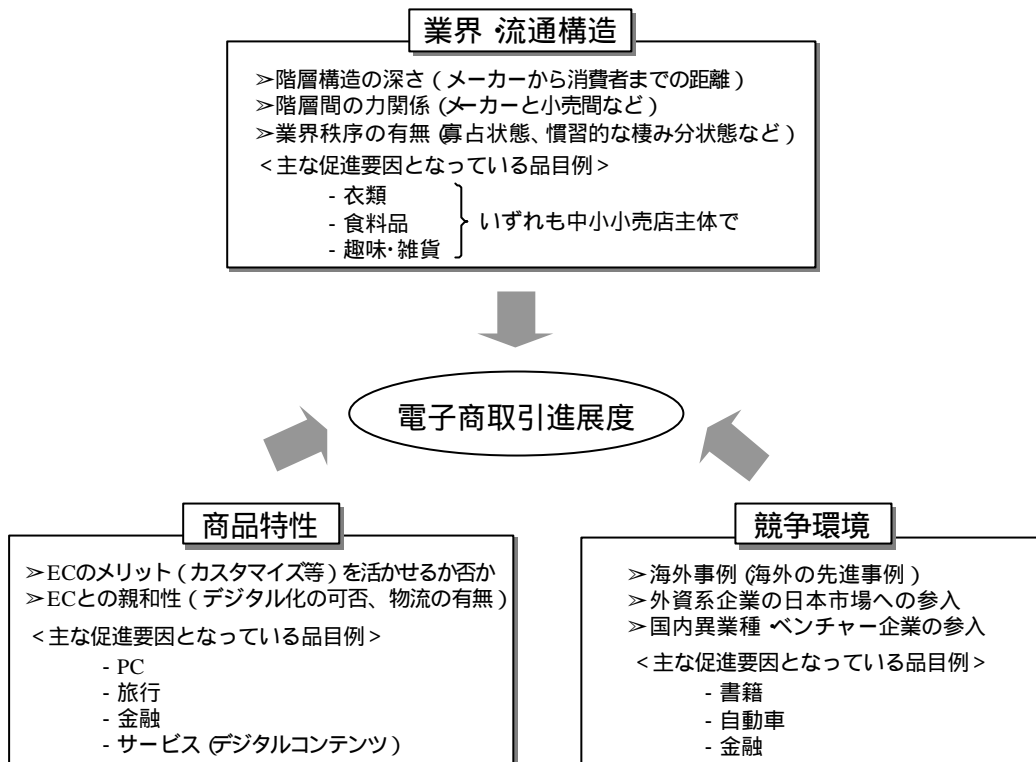 業界・流通構造
➢階層構造の深さ(メーカーから消費者までの距離)
➢階層間の力関係(メーカーと小売間など)
➢業界秩序の有無(寡占状態、慣習的な棲み分状態など)
<主な促進要因となっている品目例>
- 衣類
- 食料品
- 趣味・雑貨
いずれも中小小売店主体で
電子商取引進展度
商品特性
➢ECのメリット(カスタマイズ等)を活かせるか否か
➢ECとの親和性(デジタル化の可否、物流の有無)
<主な促進要因となっている品目例>
- PC
- 旅行
- 金融
- サービス(デジタルコンテンツ)
競争環境
➢海外事例(海外の先進事例)
➢外資系企業の日本市場への参入
➢国内異業種・ベンチャー企業の参入
<主な促進要因となっている品目例>
- 書籍
- 自動車
- 金融